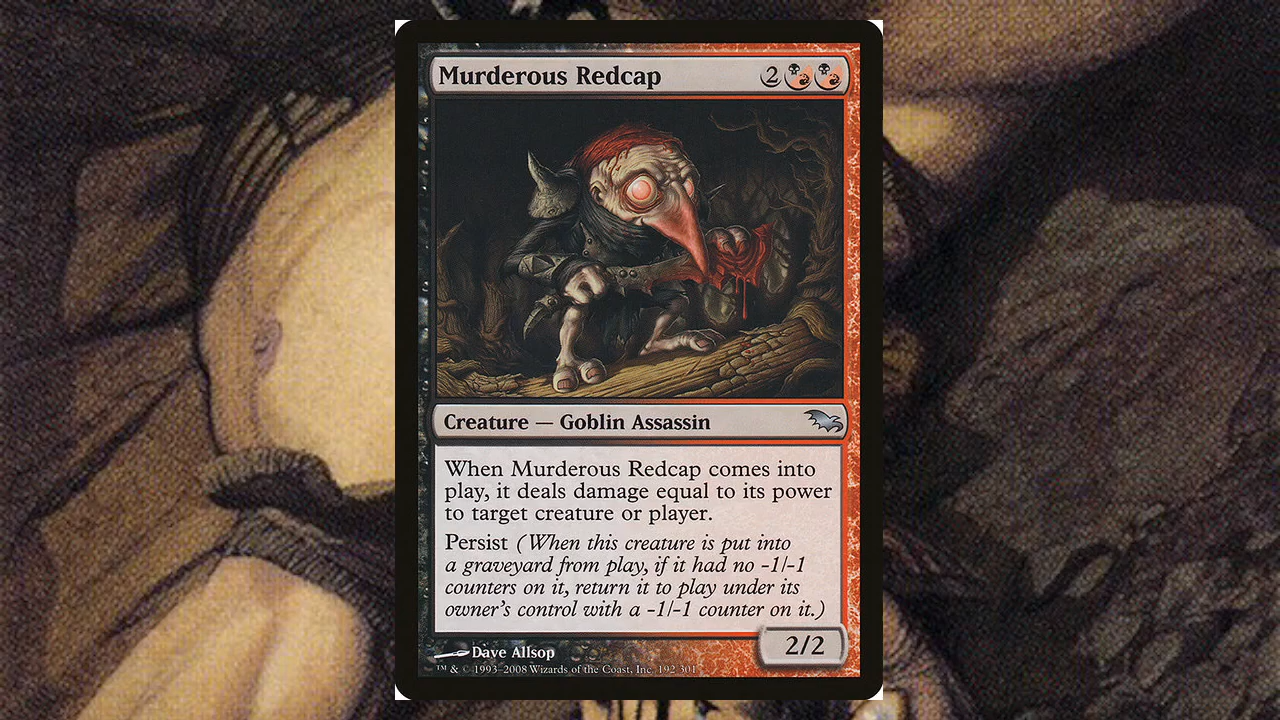 Murderous Redcap 2
Creature — Goblin Assassin
When Murderous Redcap comes into
play, it deals damage equal to its power
to target creature or player.
Persist (When this creature is put into
a graveyard from play, if it had no -1/-1
counters on it, return it to play under its
owner's control with a -1/-1 counter on it.)
2/2
Dave Allsop
™ & © 1993–2008 Wizards of the Coast, Inc. 192/301